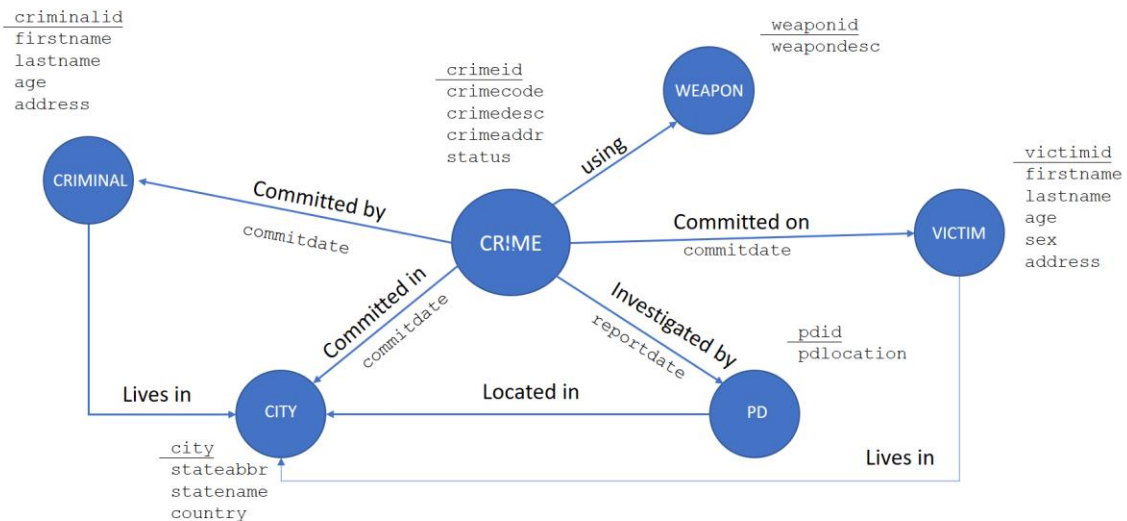 criminalid
firstname
lastname
age
address
weaponid
weapondesc
crimeid
crimecode
crimedesc
crimeaddr
status
WEAPON
victimid
firstname
lastname
age
sex
address
CRIMINAL
using
Committed by
commitdate
CRIME
Committed on
commitdate
VICTIM
Committed in
commitdate
Investigated by
reportdate
pdid
pdlocation
Lives in
CITY
Located in
PD
city
stateabbr
statename
country
Lives in